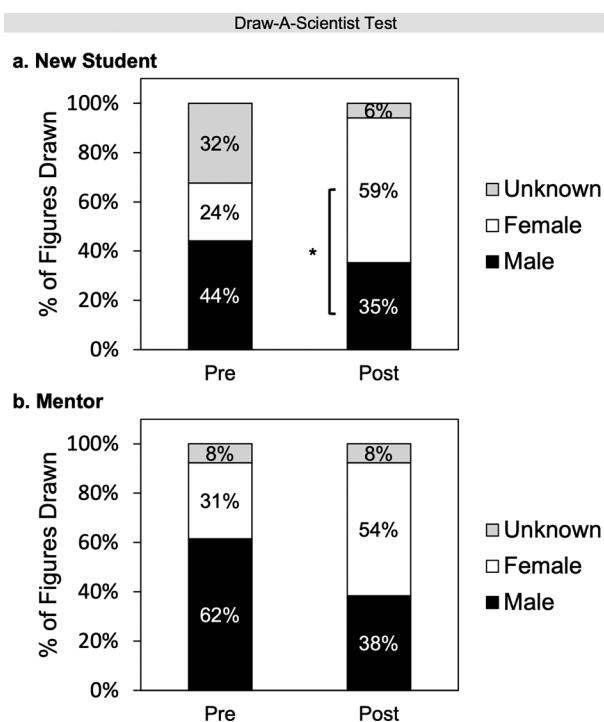 Draw-A-Scientist Test
a. New Student
% of Figures Drawn
100%
80%
60%
40%
20%
0%
32%
24%
44%
6%
59%
35%
*
Pre
Post
Unknown
Female
Male
b. Mentor
% of Figures Drawn
100%
80%
60%
40%
20%
0%
8%
31%
62%
8%
54%
38%
Pre
Post
Unknown
Female
Male